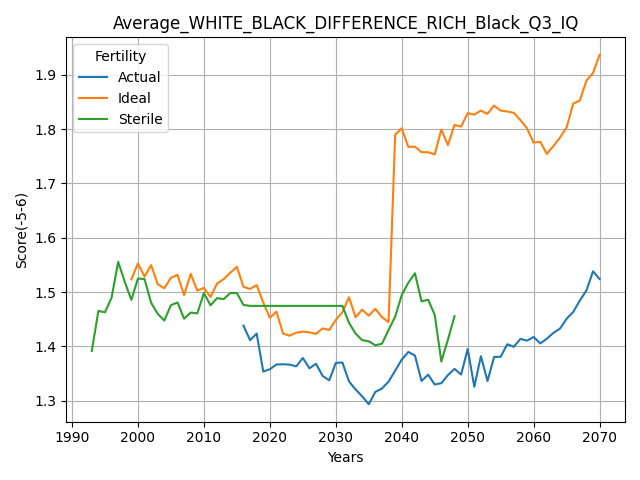 Average_WHITE_BLACK_DIFFERENCE_RICH_Black_Q3_IQ
Fertility
Actual
Ideal
Sterile
Score(-5-6)
1.9
1.8
1.7
1.6
1.5
1.4
1.3
1990 2000 2010 2020 2030 2040 2050 2060 2070
Years